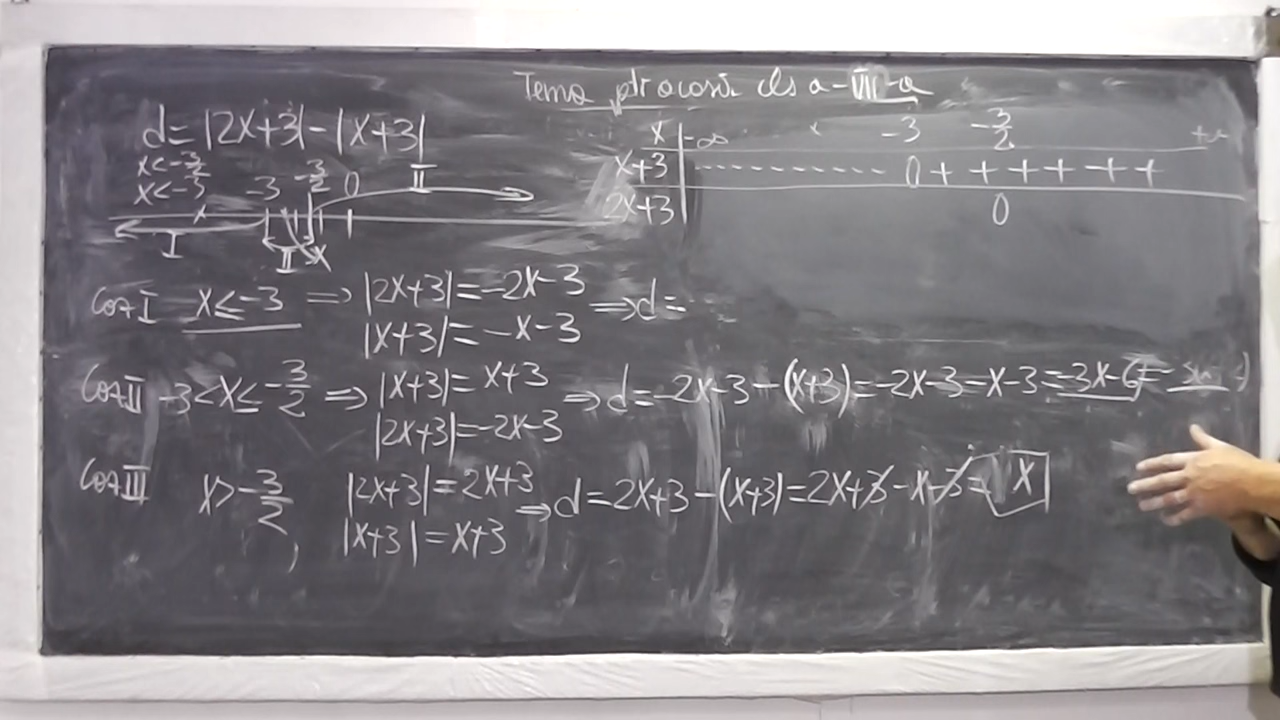 Tema ptr acasă cls a-VIII-a
d=|2x+3|-|x+3|
x<-3/2
x<-3
x -3 -3/2 0 II
I II x
x -∞ x -3 -3/2
x+3 - - - - - - - - - - - - - - 0 + + + + + +
2x+3 0
Caz I x≤-3 ⇒ |2x+3|=-2x-3 ⇒ d=
|x+3|=-x-3
Caz II -3<x≤-3/2 ⇒ |x+3|=x+3 ⇒ d=-2x-3-(x+3)=-2x-3-x-3=-3x-6=
|2x+3|=-2x-3
Caz III x>-3/2 |2x+3|=2x+3 ⇒ d=2x+3-(x+3)=2x+3-x-3=x
|x+3|=x+3